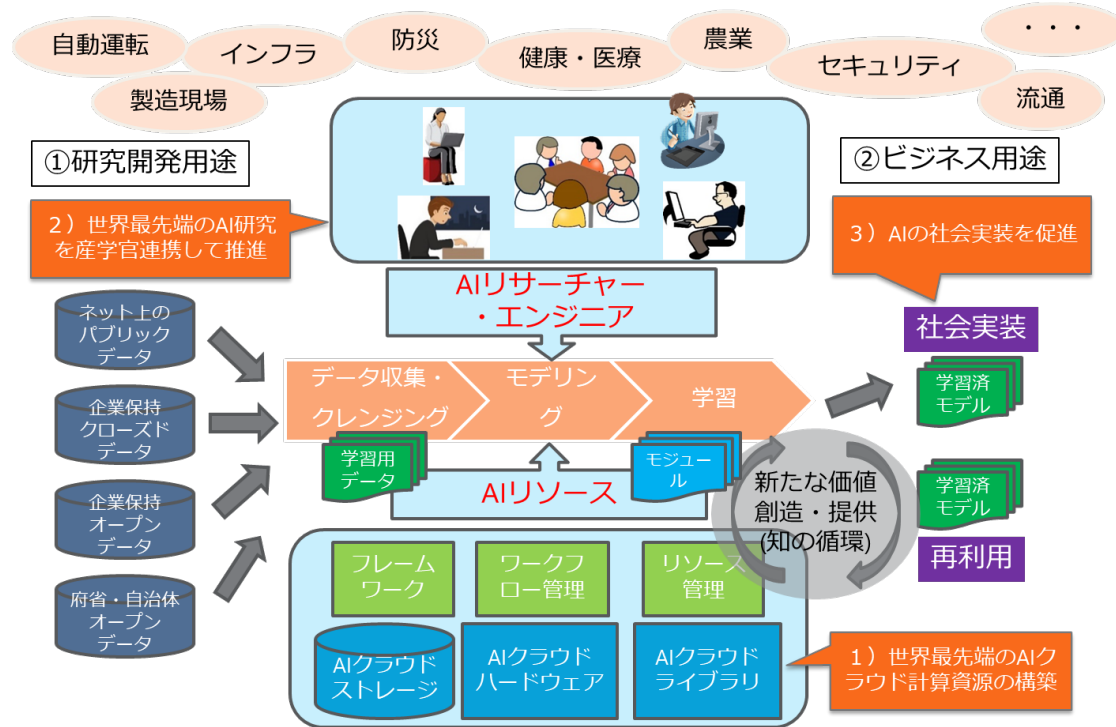 自動運転
インフラ
防災
健康・医療
農業
セキュリティ
・・・
製造現場
流通
①研究開発用途
②ビジネス用途
2）世界最先端のAI研究
を産学官連携して推進
3）AIの社会実装を促進
AIリサーチャー
・エンジニア
ネット上の
パブリック
データ
企業保持
クローズド
データ
企業保持
オープン
データ
府省・自治体
オープン
データ
データ収集・
クレンジング
モデリン
グ
学習
学習用
データ
モジュー
ル
AIリソース
社会実装
学習済
モデル
新たな価値
創造・提供
(知の循環)
学習済
モデル
再利用
フレーム
ワーク
ワークフ
ロー管理
リソース
管理
AIクラウド
ストレージ
AIクラウド
ハードウェア
AIクラウド
ライブラリ
1）世界最先端のAIク
ラウド計算資源の構築